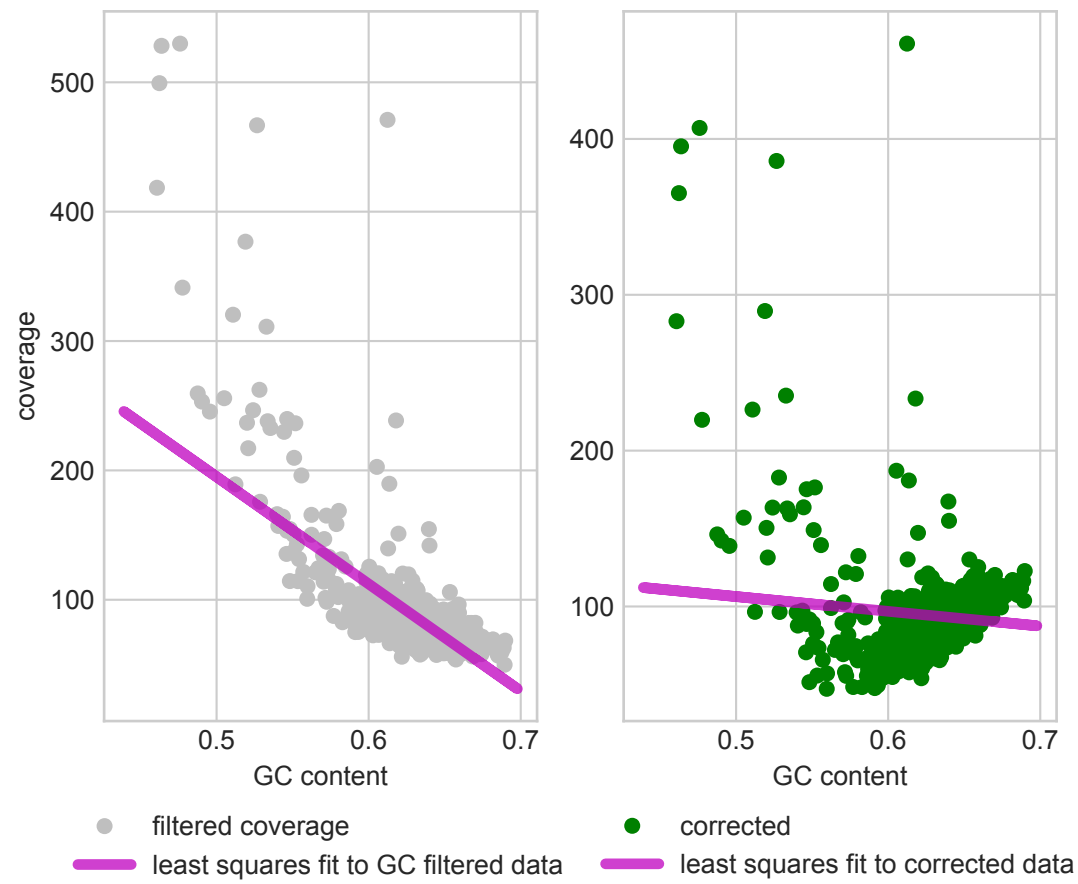 500
400
300
200
100
coverage
0.5 0.6 0.7
GC content
400
300
200
100
0.5 0.6 0.7
GC content
filtered coverage
least squares fit to GC filtered data
corrected
least squares fit to corrected data